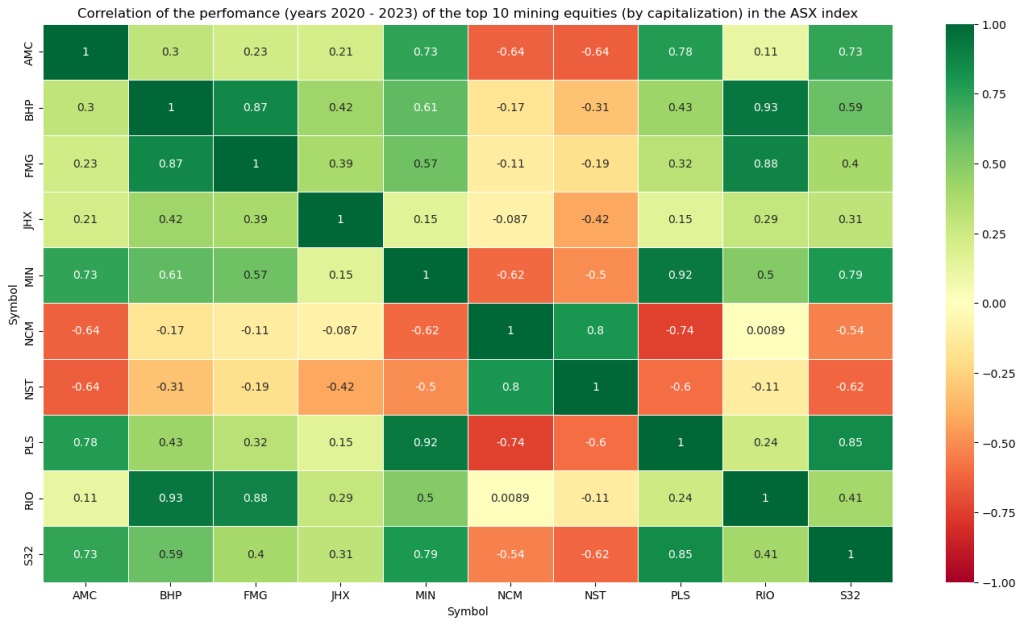 Correlation of the perfomance (years 2020 - 2023) of the top 10 mining equities (by capitalization) in the ASX index
AMC 1 0.3 0.23 0.21 0.73 -0.64 -0.64 0.78 0.11 0.73
BHP 0.3 1 0.87 0.42 0.61 -0.17 -0.31 0.43 0.93 0.59
FMG 0.23 0.87 1 0.39 0.57 -0.11 -0.19 0.32 0.88 0.4
JHX 0.21 0.42 0.39 1 0.15 -0.087 -0.42 0.15 0.29 0.31
MIN 0.73 0.61 0.57 0.15 1 -0.62 -0.5 0.92 0.5 0.79
Symbol
NCM -0.64 -0.17 -0.11 -0.087 -0.62 1 0.8 -0.74 0.0089 -0.54
NST -0.64 -0.31 -0.19 -0.42 -0.5 0.8 1 -0.6 -0.11 -0.62
PLS 0.78 0.43 0.32 0.15 0.92 -0.74 -0.6 1 0.24 0.85
RIO 0.11 0.93 0.88 0.29 0.5 0.0089 -0.11 0.24 1 0.41
S32 0.73 0.59 0.4 0.31 0.79 -0.54 -0.62 0.85 0.41 1
AMC BHP FMG JHX MIN NCM NST PLS RIO S32
Symbol
1.00
0.75
0.50
0.25
0.00
−0.25
−0.50
−0.75
−1.00